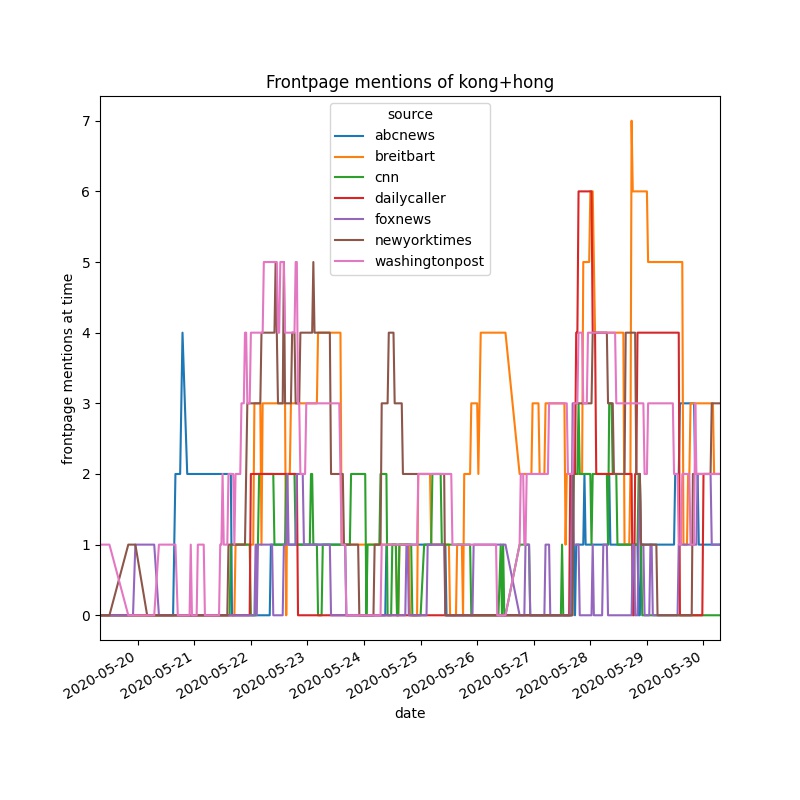 Frontpage mentions of kong+hong
source
abcnews
breitbart
cnn
dailycaller
foxnews
newyorktimes
washingtonpost
frontpage mentions at time
7
6
5
4
3
2
1
0
2020-05-20
2020-05-21
2020-05-22
2020-05-23
2020-05-24
2020-05-25
2020-05-26
2020-05-27
2020-05-28
2020-05-29
2020-05-30
date